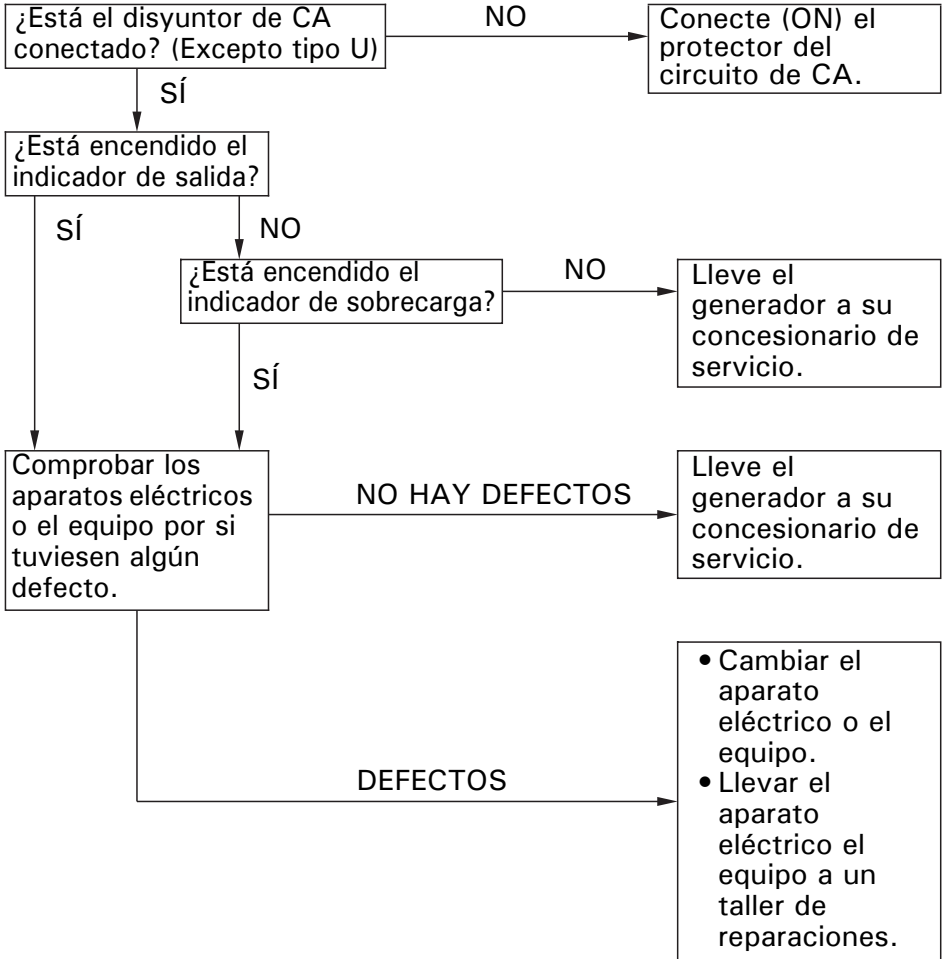 ¿Está el disyuntor de CA
conectado? (Excepto tipo U)
NO
Conecte (ON) el
protector del
circuito de CA.
SÍ
¿Está encendido el
indicador de salida?
SÍ
NO
¿Está encendido el
indicador de sobrecarga?
NO
Lleve el
generador a su
concesionario de
servicio.
SÍ
Comprobar los
aparatos eléctricos
o el equipo por si
tuviesen algún
defecto.
NO HAY DEFECTOS
Lleve el
generador a su
concesionario de
servicio.
DEFECTOS
• Cambiar el
aparato
eléctrico o el
equipo.
• Llevar el
aparato
eléctrico el
equipo a un
taller de
reparaciones.